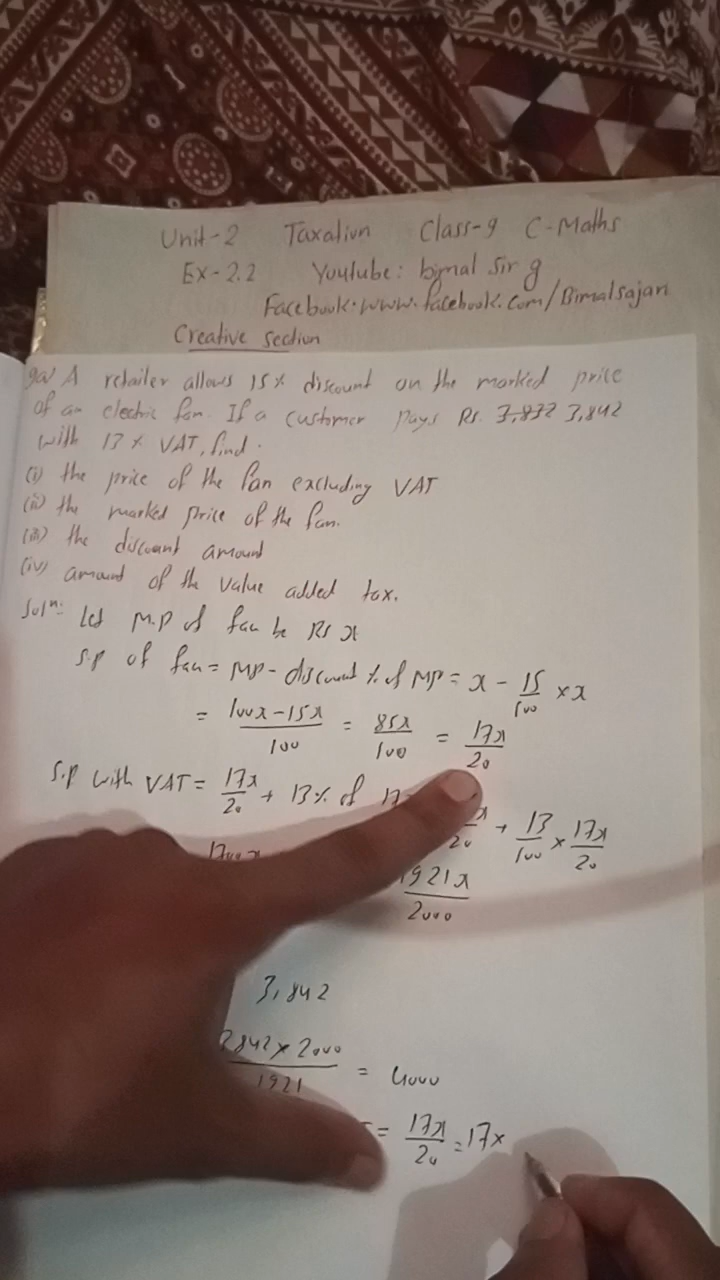 Unit-2 Taxation Class-9 C-Maths
Ex-2.2 Youtube: bimal Sir g
Facebook:www.facebook.com/Bimalsajan
Creative section
9a) A retailer allows 15% discount on the marked price
of an electric fan. If a customer pays Rs. 3,832 3,842
with 13% VAT, find.
(i) the price of the fan excluding VAT
(ii) the marked price of the fan.
(iii) the discount amount
(iv) amount of the value added tax.
Solⁿ: Let M.P of fan be Rs x
S.p of fan = MP - discount % of MP = x - 15/100 × x
= 100x-15x/100 = 85x/100 = 17x/20
S.P with VAT = 17x/20 + 13% of 17 x/20 + 13/100 × 17x/20
1700x 1921x/2000
3,842
3842×2000/1921 = 4000
= 17x/20 = 17×